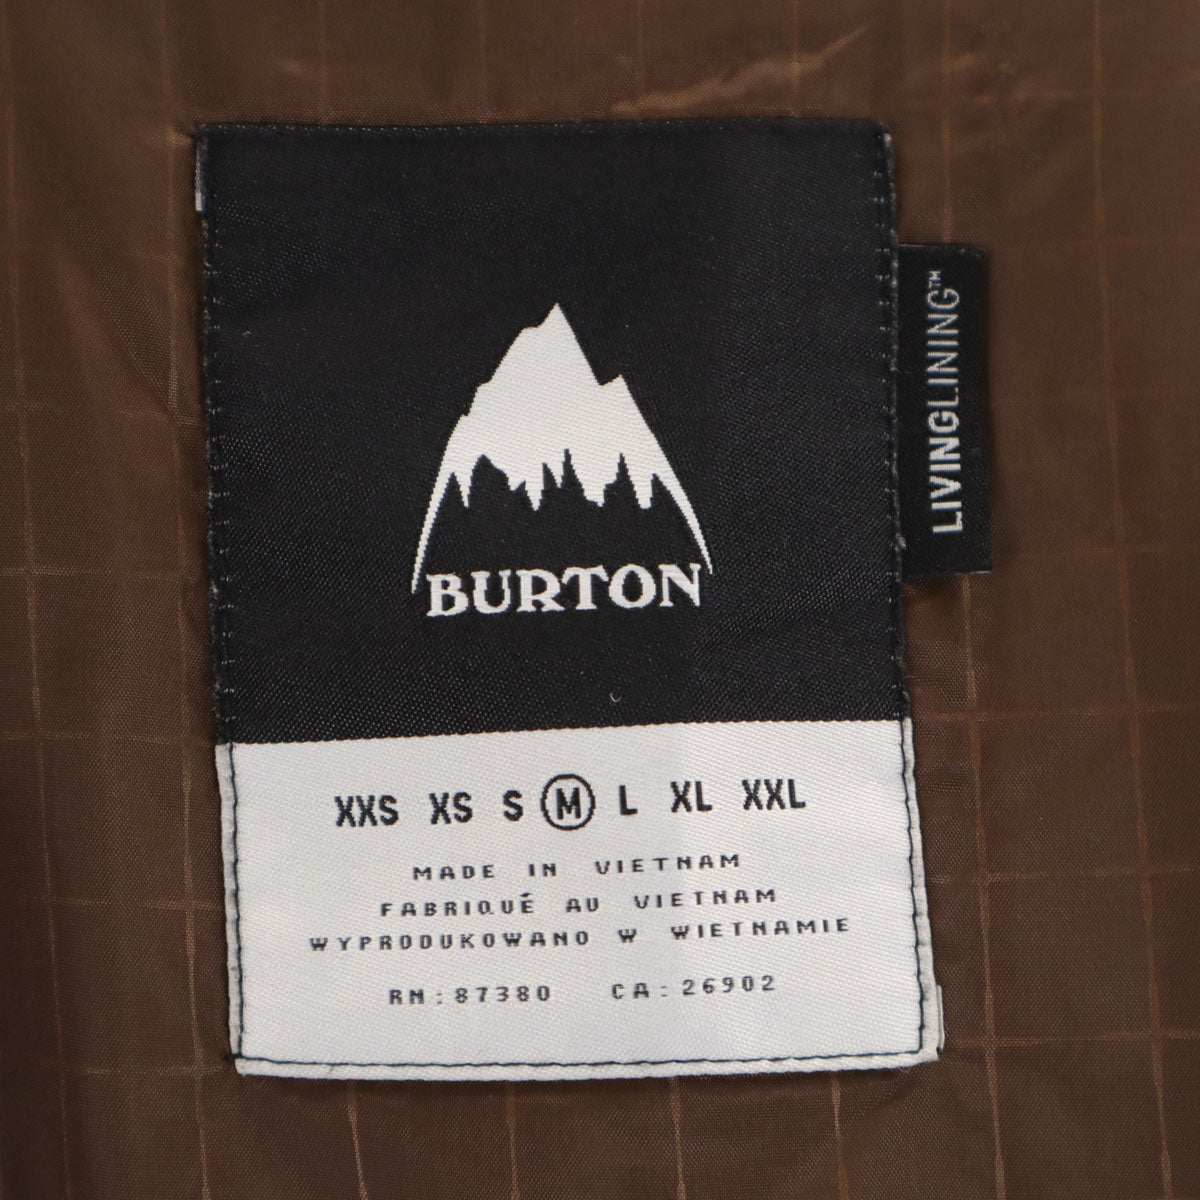 BURTON
LIVINGLINING™
XXS XS S M L XL XXL
MADE IN VIETNAM
FABRIQUÉ AU VIETNAM
WYPRODUKOWANO W WIETNAMIE
RN: 87380 CA: 26902